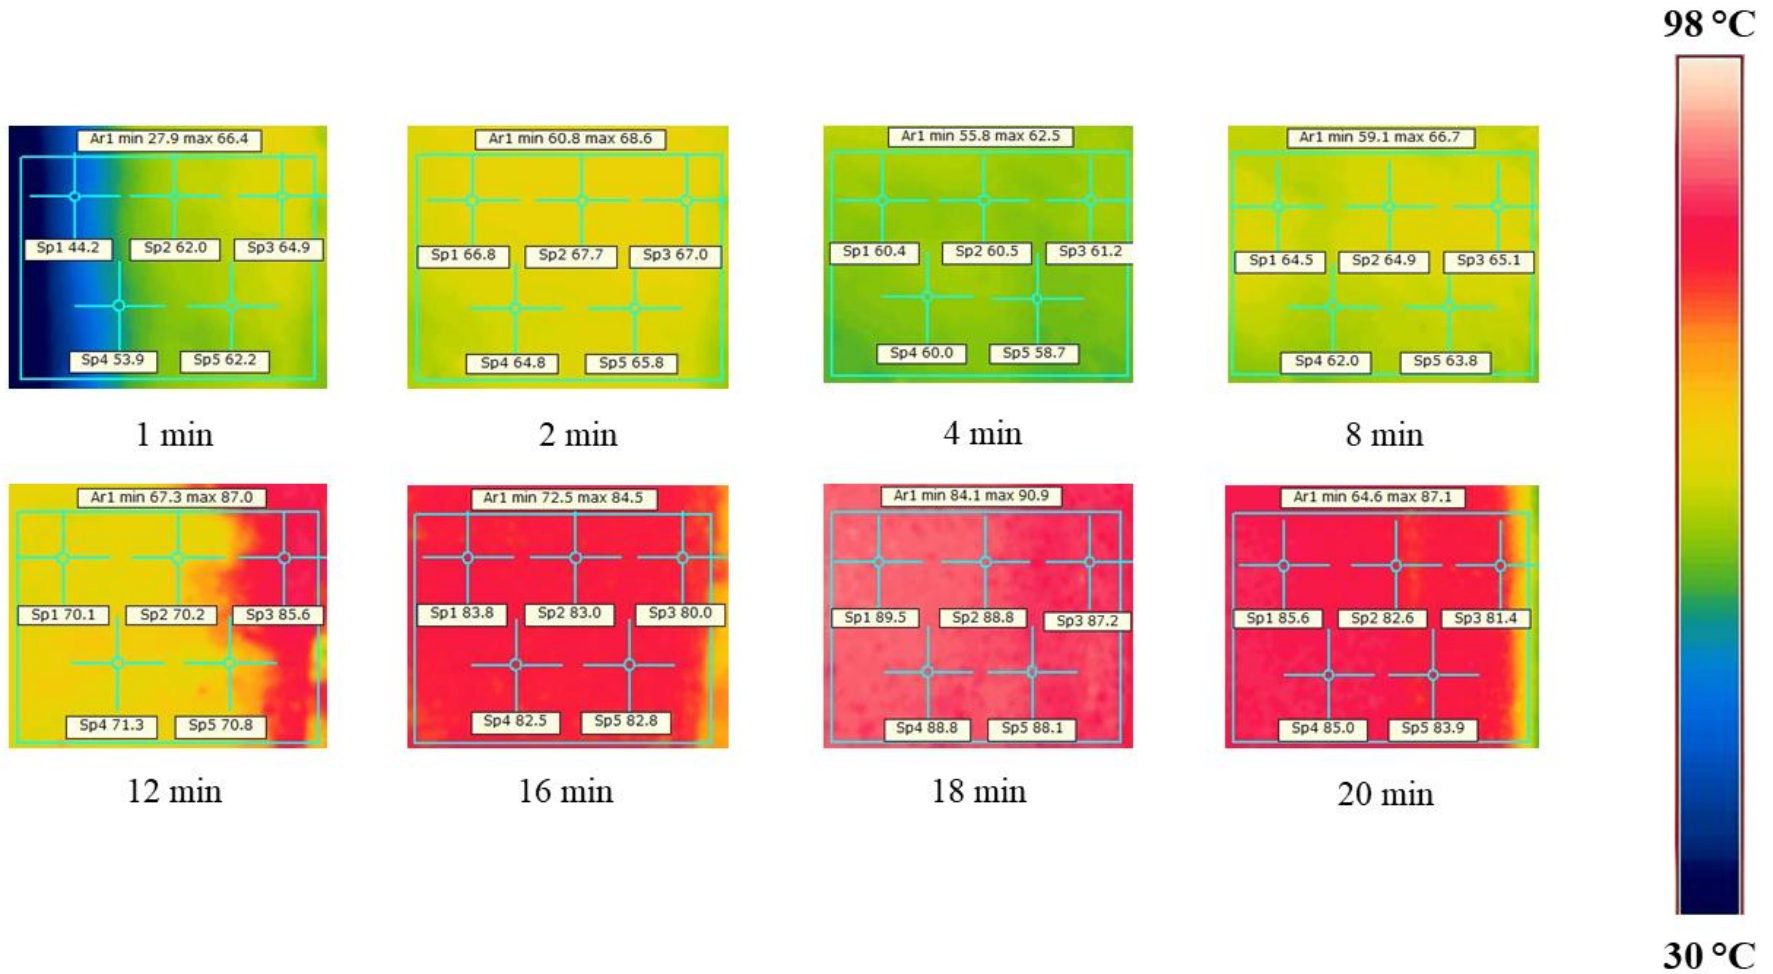 98 °C
Ar1 min 27.9 max 66.4
Sp1 44.2
Sp2 62.0
Sp3 64.9
Sp4 53.9
Sp5 62.2
1 min
Ar1 min 60.8 max 68.6
Sp1 66.8
Sp2 67.7
Sp3 67.0
Sp4 64.8
Sp5 65.8
2 min
Ar1 min 55.8 max 62.5
Sp1 60.4
Sp2 60.5
Sp3 61.2
Sp4 60.0
Sp5 58.7
4 min
Ar1 min 59.1 max 66.7
Sp1 64.5
Sp2 64.9
Sp3 65.1
Sp4 62.0
Sp5 63.8
8 min
Ar1 min 67.3 max 87.0
Sp1 70.1
Sp2 70.2
Sp3 85.6
Sp4 71.3
Sp5 70.8
12 min
Ar1 min 72.5 max 84.5
Sp1 83.8
Sp2 83.0
Sp3 80.0
Sp4 82.5
Sp5 82.8
16 min
Ar1 min 84.1 max 90.9
Sp1 89.5
Sp2 88.8
Sp3 87.2
Sp4 88.8
Sp5 88.1
18 min
Ar1 min 64.6 max 87.1
Sp1 85.6
Sp2 82.6
Sp3 81.4
Sp4 85.0
Sp5 83.9
20 min
30 °C